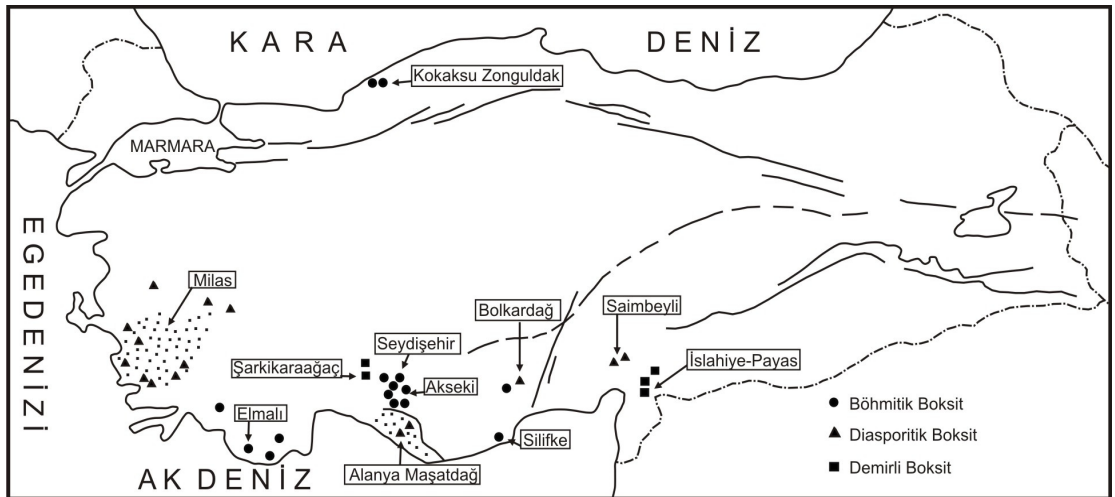 KARA DENİZ
Kokaksu Zonguldak
MARMARA
EGEDENİZİ
Milas
Bolkardağ
Saimbeyli
Seydişehir
Şarkikaraağaç
İslahiye-Payas
Akseki
Elmalı
Silifke
Alanya Maşatdağ
AK DENİZ
Böhmitik Boksit
Diasporitik Boksit
Demirli Boksit